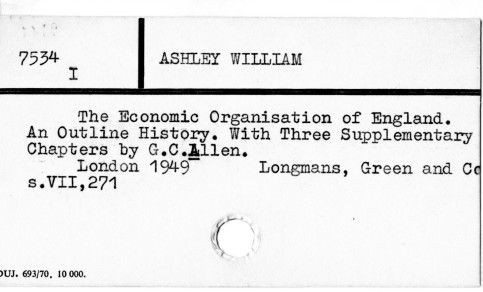 7534
I
ASHLEY WILLIAM
The Economic Organisation of England.
An Outline History. With Three Supplementary
Chapters by G.C.Allen.
London 1949 Longmans, Green and Co
s.VII,271
DUJ. 693/70. 10 000.